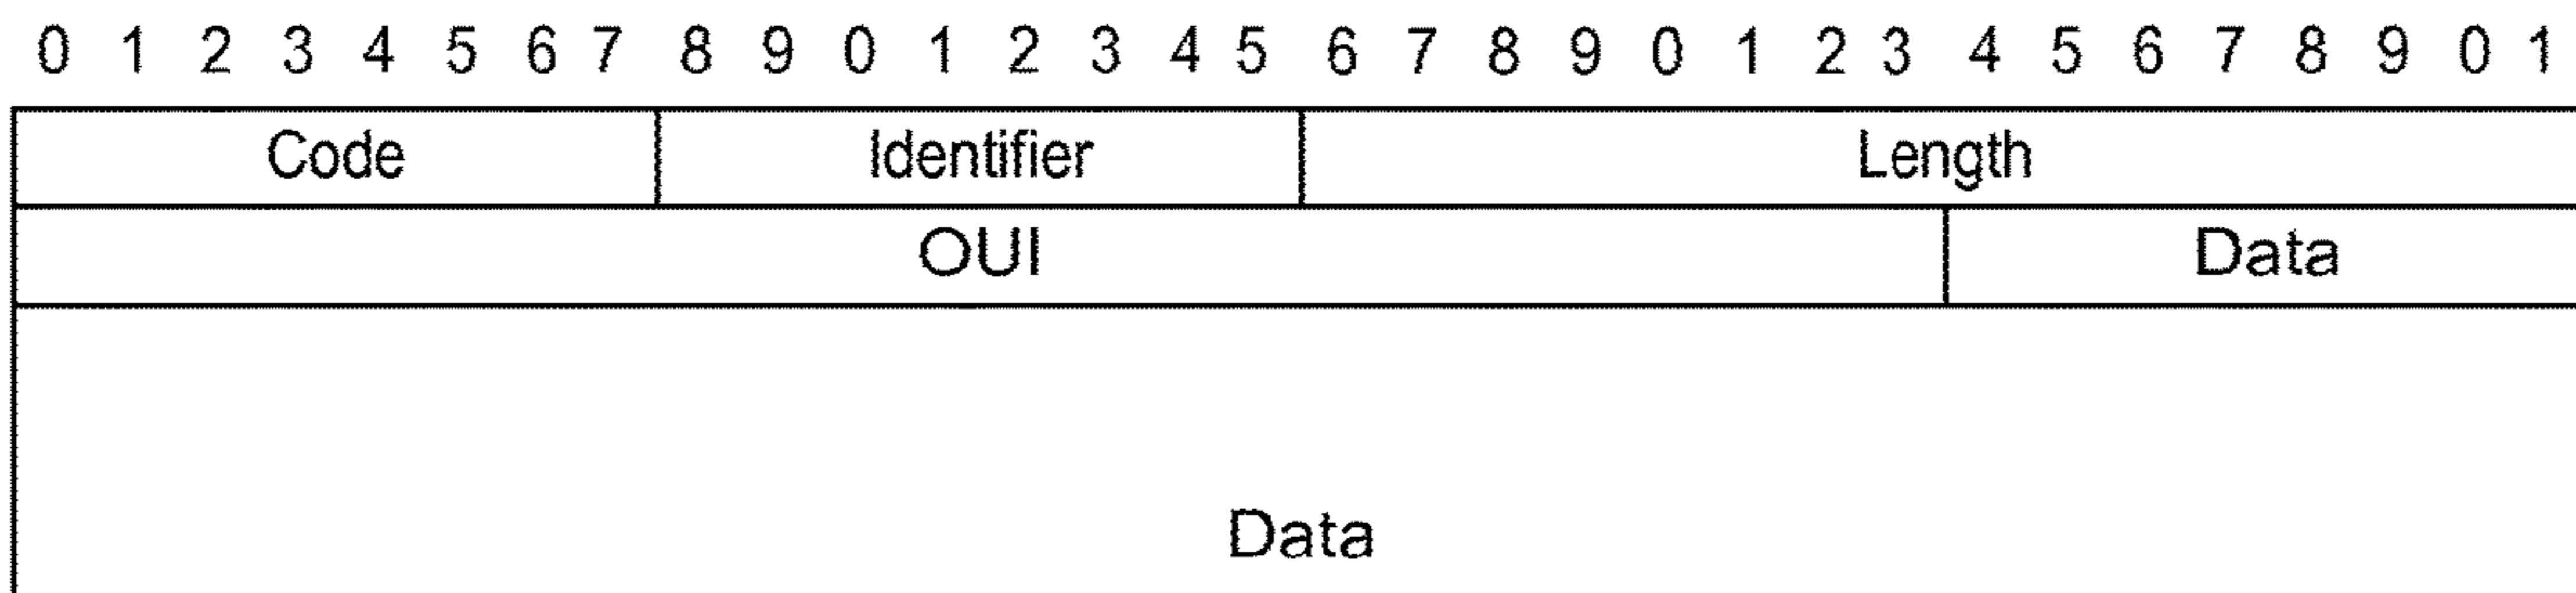 0 1 2 3 4 5 6 7 8 9 0 1 2 3 4 5 6 7 8 9 0 1 2 3 4 5 6 7 8 9 0 1
Code Identifier Length
OUI Data
Data